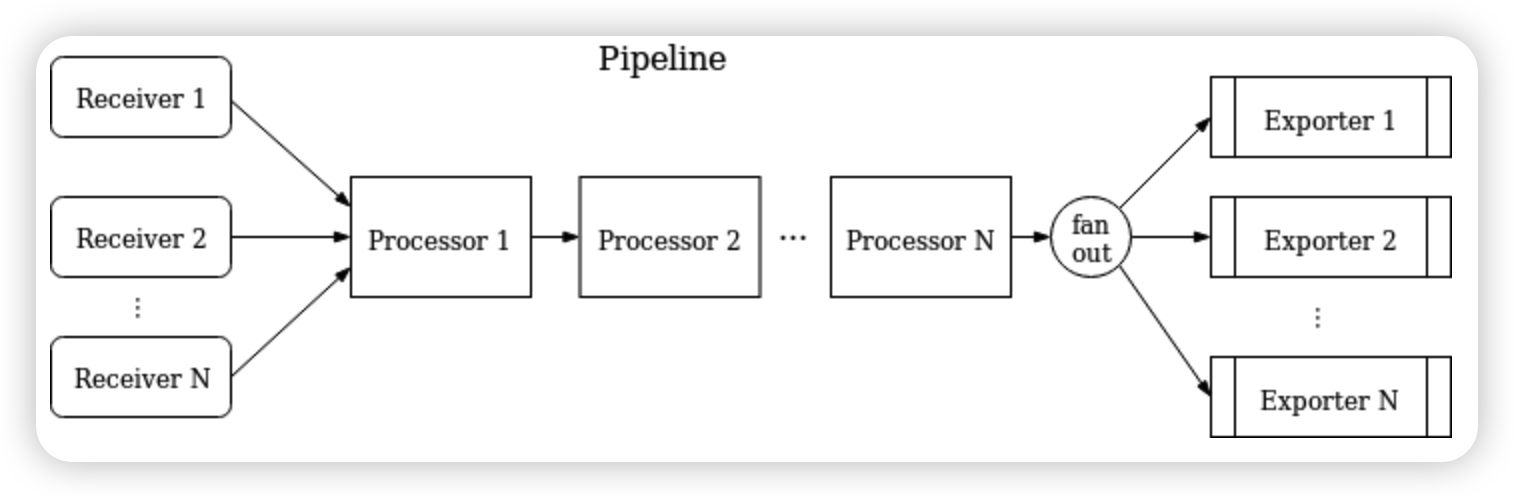 Pipeline
Receiver 1
Receiver 2
⋮
Receiver N
Processor 1
Processor 2
...
Processor N
fan
out
Exporter 1
Exporter 2
⋮
Exporter N